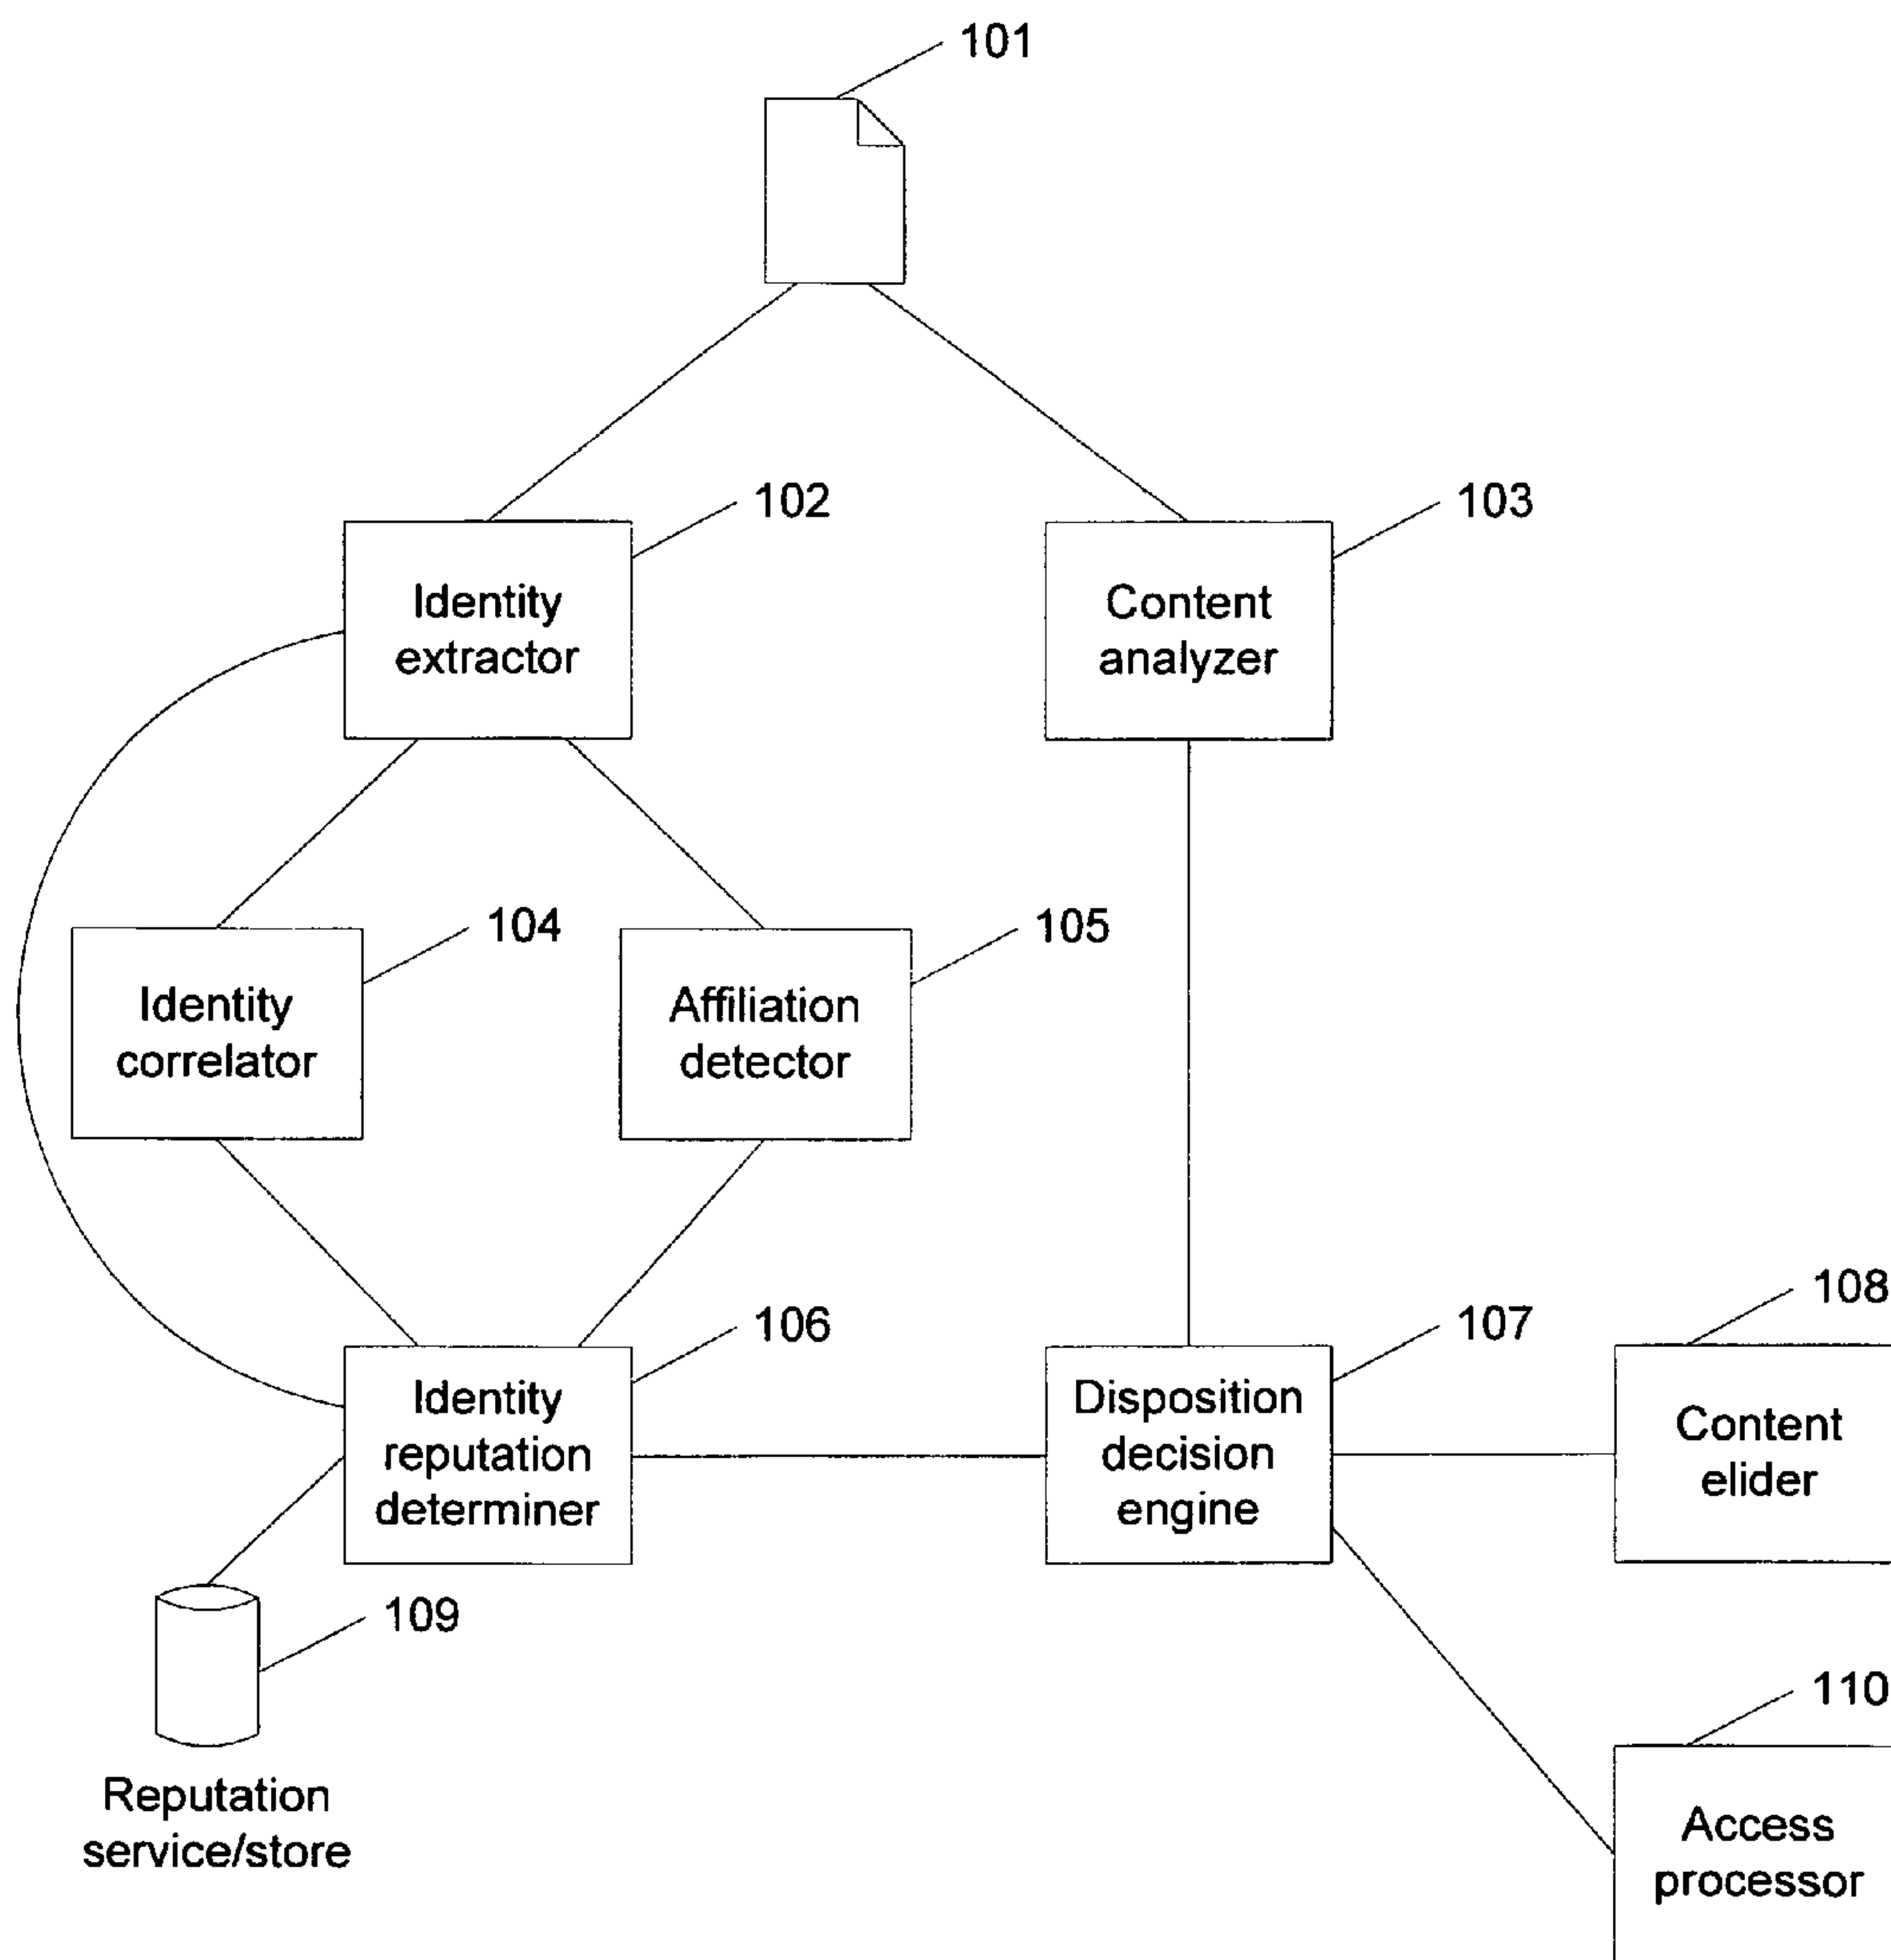 101
102
103
Identity
extractor
Content
analyzer
104
105
Identity
correlator
Affiliation
detector
106
107
108
Identity
reputation
determiner
Disposition
decision
engine
Content
elider
109
110
Reputation
service/store
Access
processor